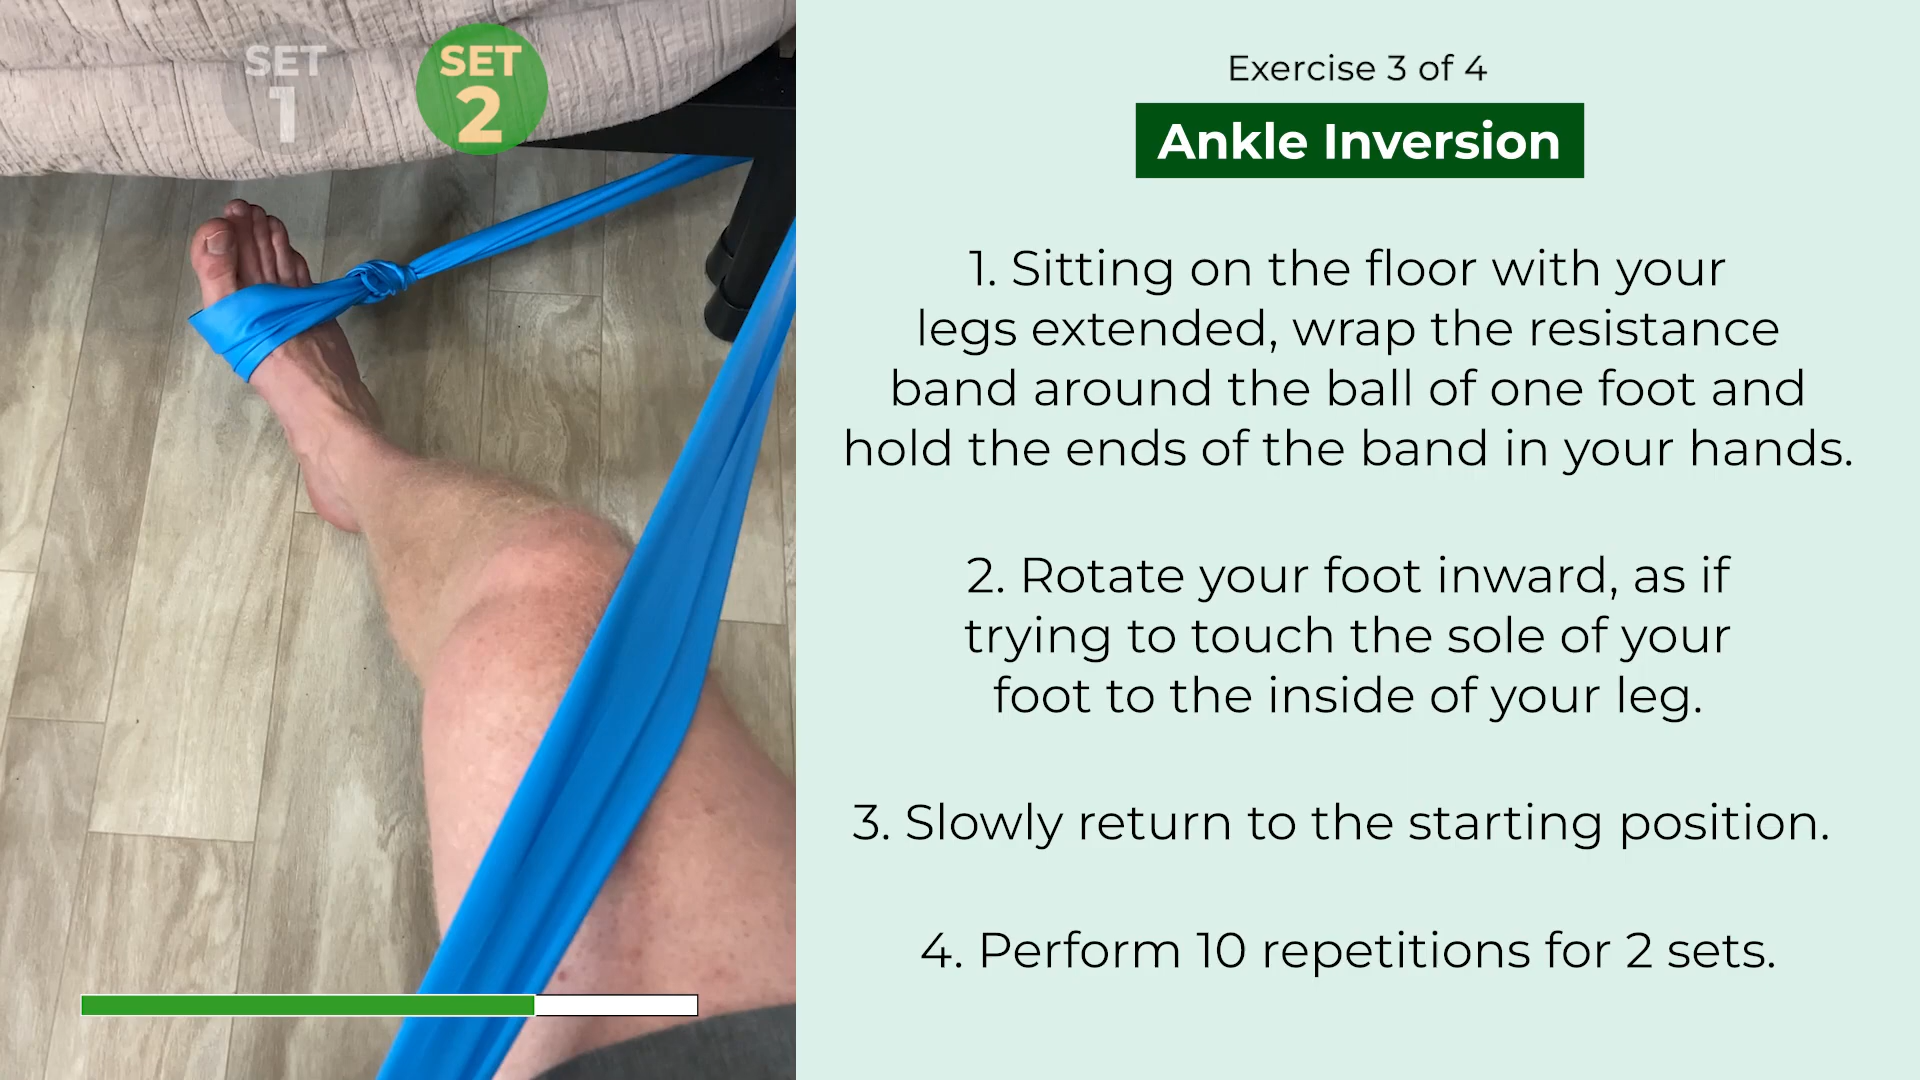 SET
1
SET
2
Exercise 3 of 4
Ankle Inversion
1. Sitting on the floor with your
legs extended, wrap the resistance
band around the ball of one foot and
hold the ends of the band in your hands.
2. Rotate your foot inward, as if
trying to touch the sole of your
foot to the inside of your leg.
3. Slowly return to the starting position.
4. Perform 10 repetitions for 2 sets.